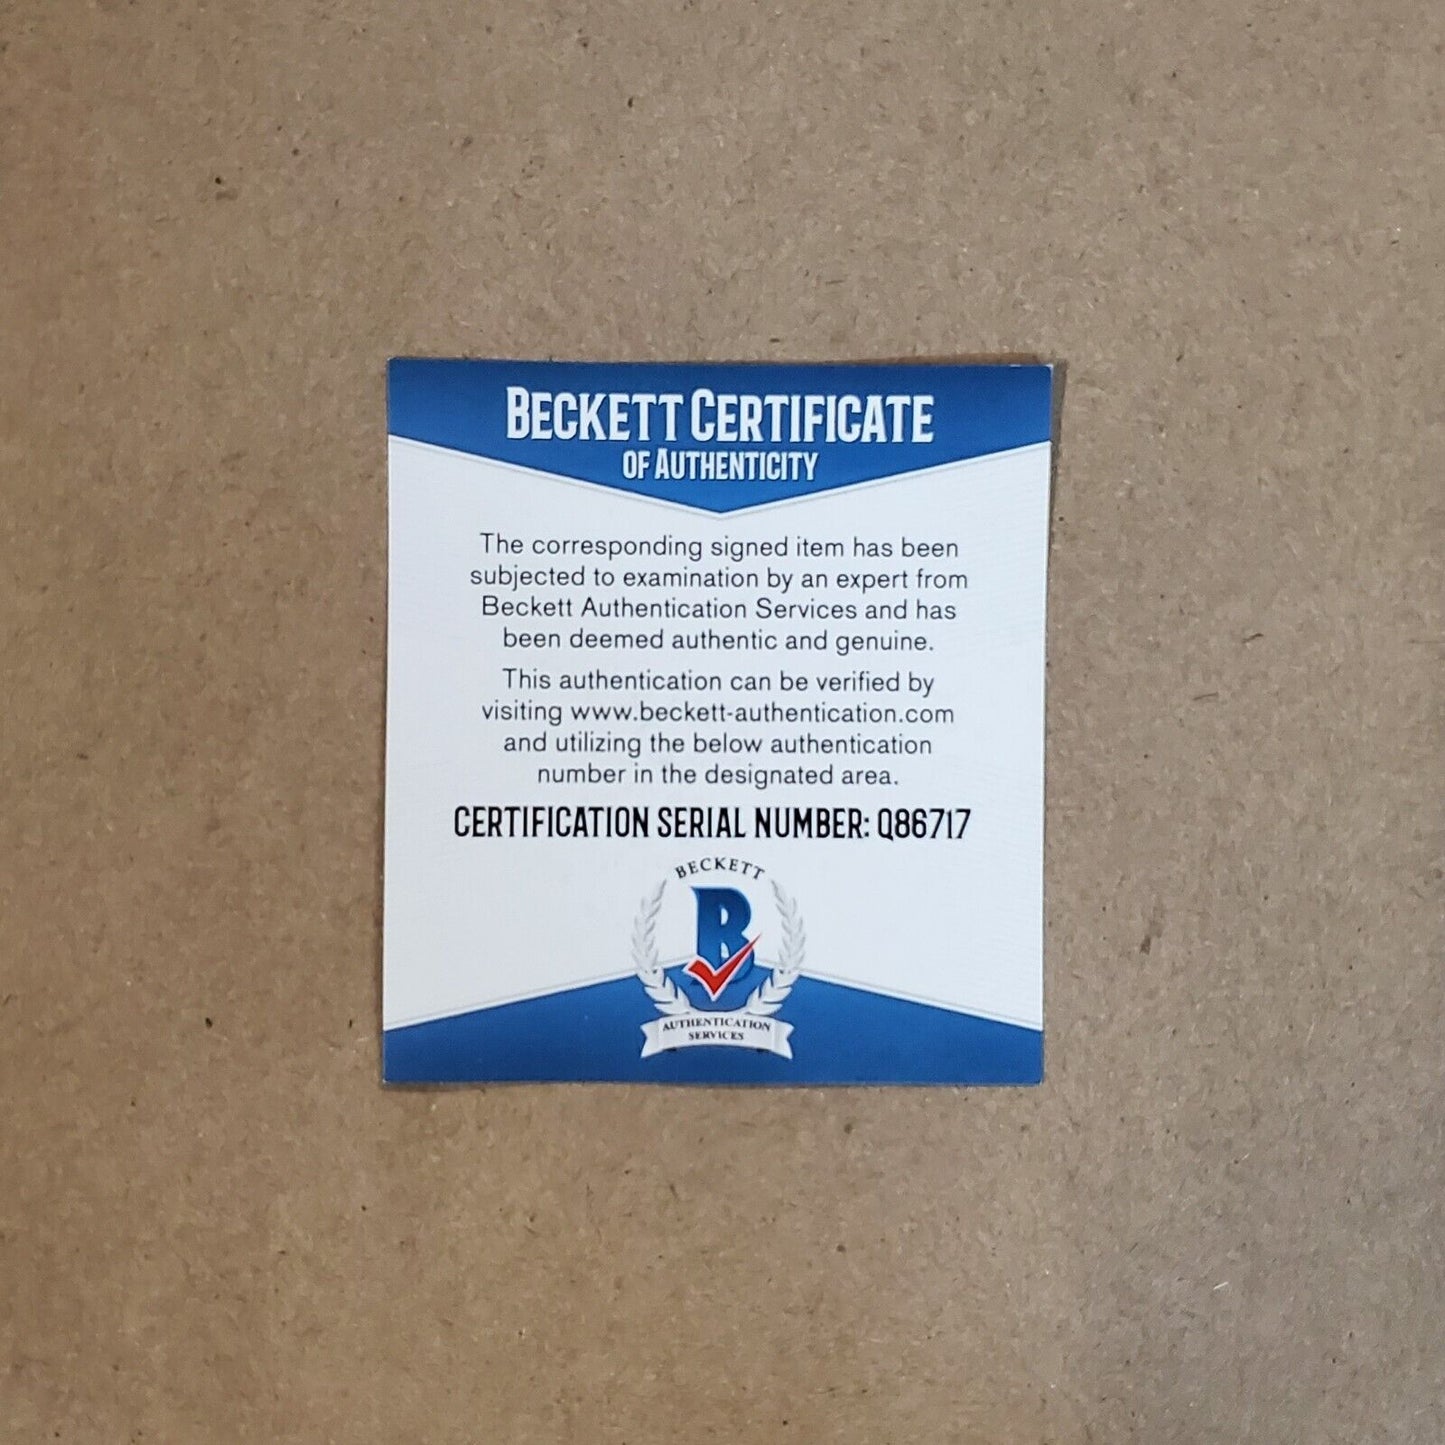 BECKETT CERTIFICATE
OF AUTHENTICITY
The corresponding signed item has been
subjected to examination by an expert from
Beckett Authentication Services and has
been deemed authentic and genuine.
This authentication can be verified by
visiting www.beckett-authentication.com
and utilizing the below authentication
number in the designated area.
CERTIFICATION SERIAL NUMBER: Q86717
BECKETT
B
AUTHENTICATION
SERVICES